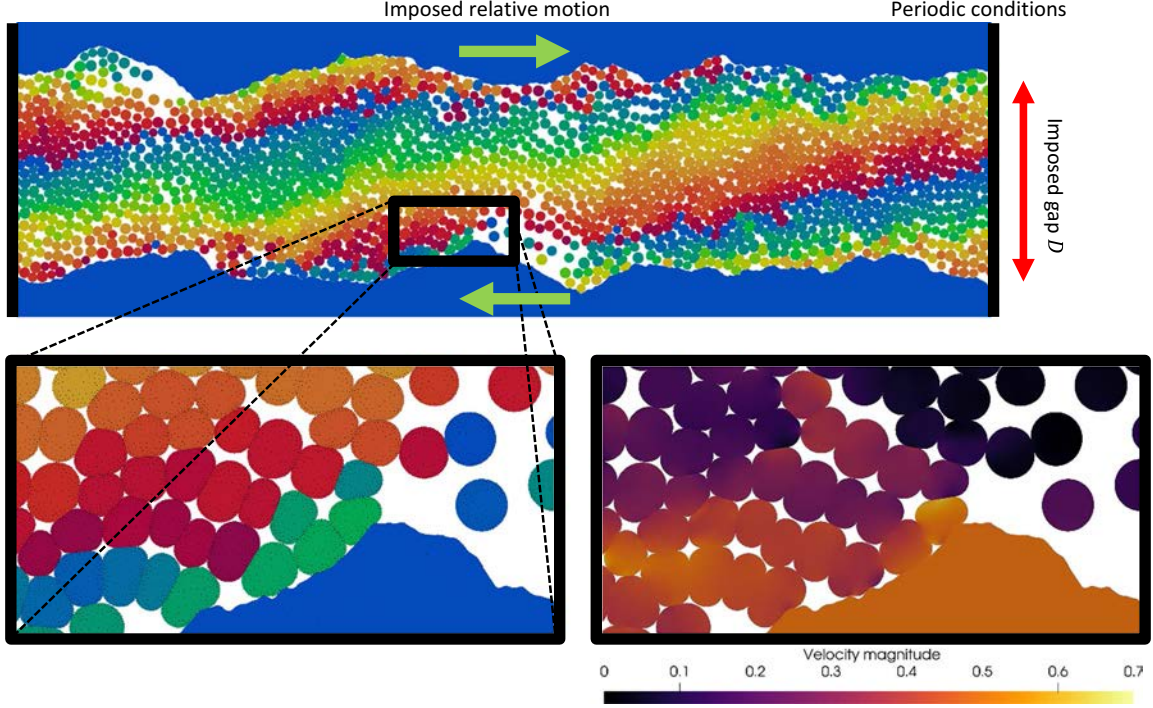 Imposed relative motion
Periodic conditions
Imposed gap D
Velocity magnitude
0 0.1 0.2 0.3 0.4 0.5 0.6 0.7